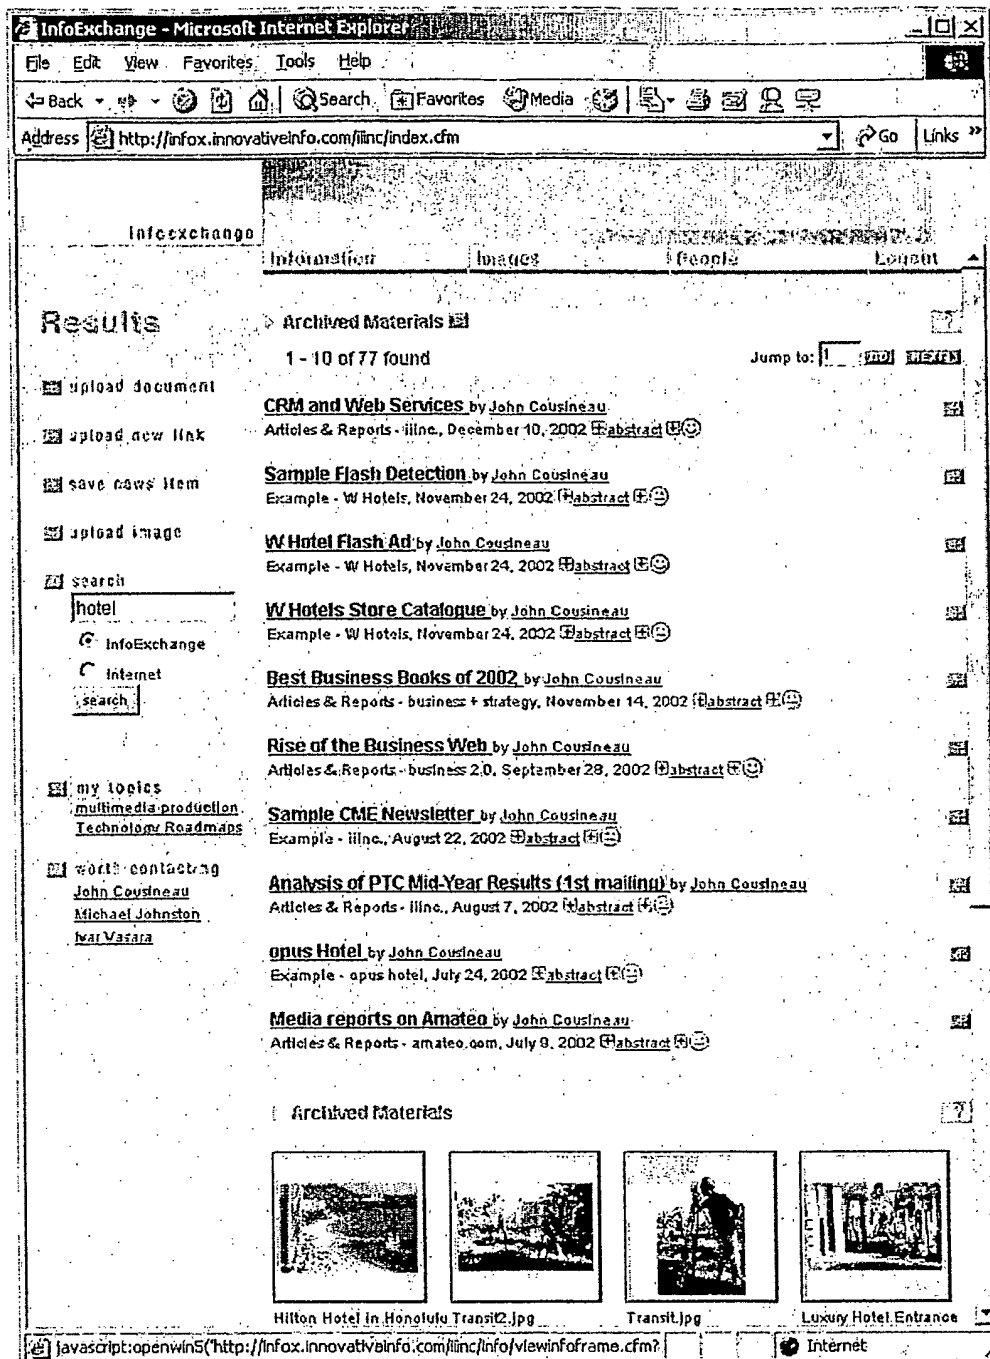 InfoExchange - Microsoft Internet Explorer
File Edit View Favorites Tools Help
Back Search Favorites Media
Address http://infox.innovativeinfo.com/iiinc/index.cfm Go Links »
Infoexchange
Information Images People Logout
Results
Archived Materials ?
1 - 10 of 77 found
Jump to: 1 GO NEXT
upload document
upload new link
save news item
upload image
search
hotel
InfoExchange
Internet
search
my topics
multimedia production
Technology Roadmaps
worth contacting
John Cousineau
Michael Johnston
Ivar Vasara
CRM and Web Services by John Cousineau
Articles & Reports - iiinc., December 10, 2002 abstract
Sample Flash Detection by John Cousineau
Example - W Hotels, November 24, 2002 abstract
W Hotel Flash Ad by John Cousineau
Example - W Hotels, November 24, 2002 abstract
W Hotels Store Catalogue by John Cousineau
Example - W Hotels, November 24, 2002 abstract
Best Business Books of 2002 by John Cousineau
Articles & Reports - business + strategy, November 14, 2002 abstract
Rise of the Business Web by John Cousineau
Articles & Reports - business 2.0, September 28, 2002 abstract
Sample CME Newsletter by John Cousineau
Example - iiinc., August 22, 2002 abstract
Analysis of PTC Mid-Year Results (1st mailing) by John Cousineau
Articles & Reports - iiinc., August 7, 2002 abstract
opus Hotel by John Cousineau
Example - opus hotel, July 24, 2002 abstract
Media reports on Amateo by John Cousineau
Articles & Reports - amateo.com, July 9, 2002 abstract
Archived Materials ?
Hilton Hotel in Honolulu Transit2.jpg Transit.jpg Luxury Hotel Entrance
javascript:openwin5('http://infox.innovativeinfo.com/iiinc/info/viewinfoframe.cfm? Internet